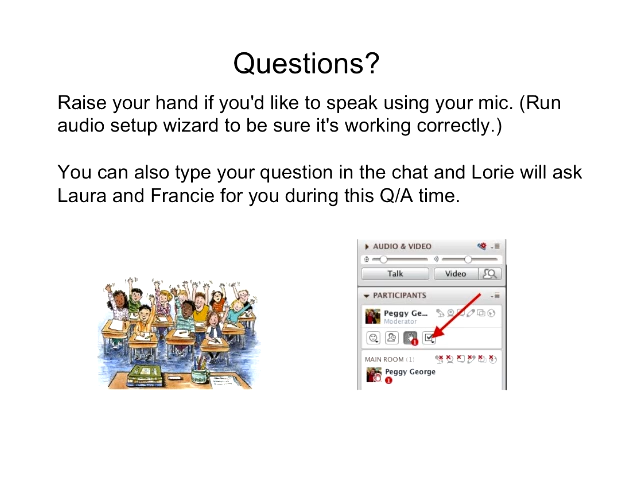 Questions?
Raise your hand if you'd like to speak using your mic. (Run
audio setup wizard to be sure it's working correctly.)
You can also type your question in the chat and Lorie will ask
Laura and Francie for you during this Q/A time.
AUDIO & VIDEO
Talk Video
PARTICIPANTS
Peggy Ge...
Moderator
1
MAIN ROOM (1)
Peggy George
1